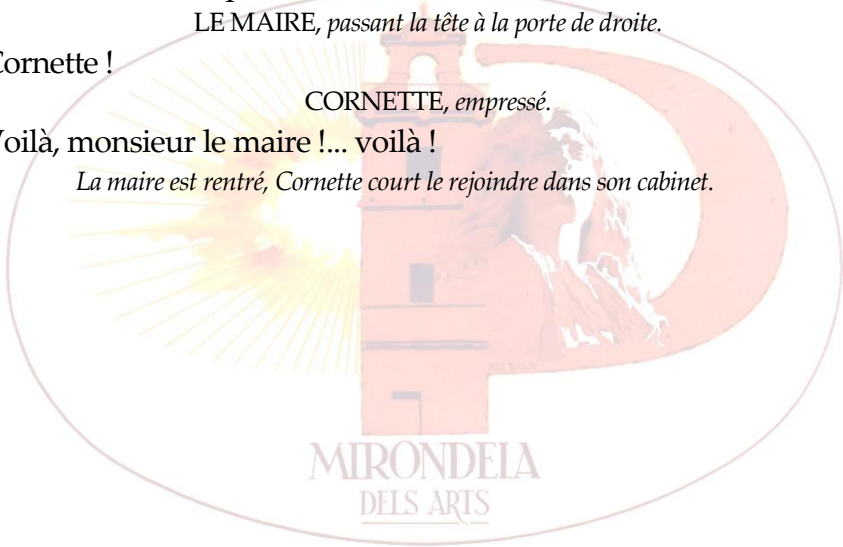 LE MAIRE, passant la tête à la porte de droite.
Cornette !
CORNETTE, empressé.
Voilà, monsieur le maire !... voilà !
La maire est rentré, Cornette court le rejoindre dans son cabinet.
MIRONDELA
DELS ARTS